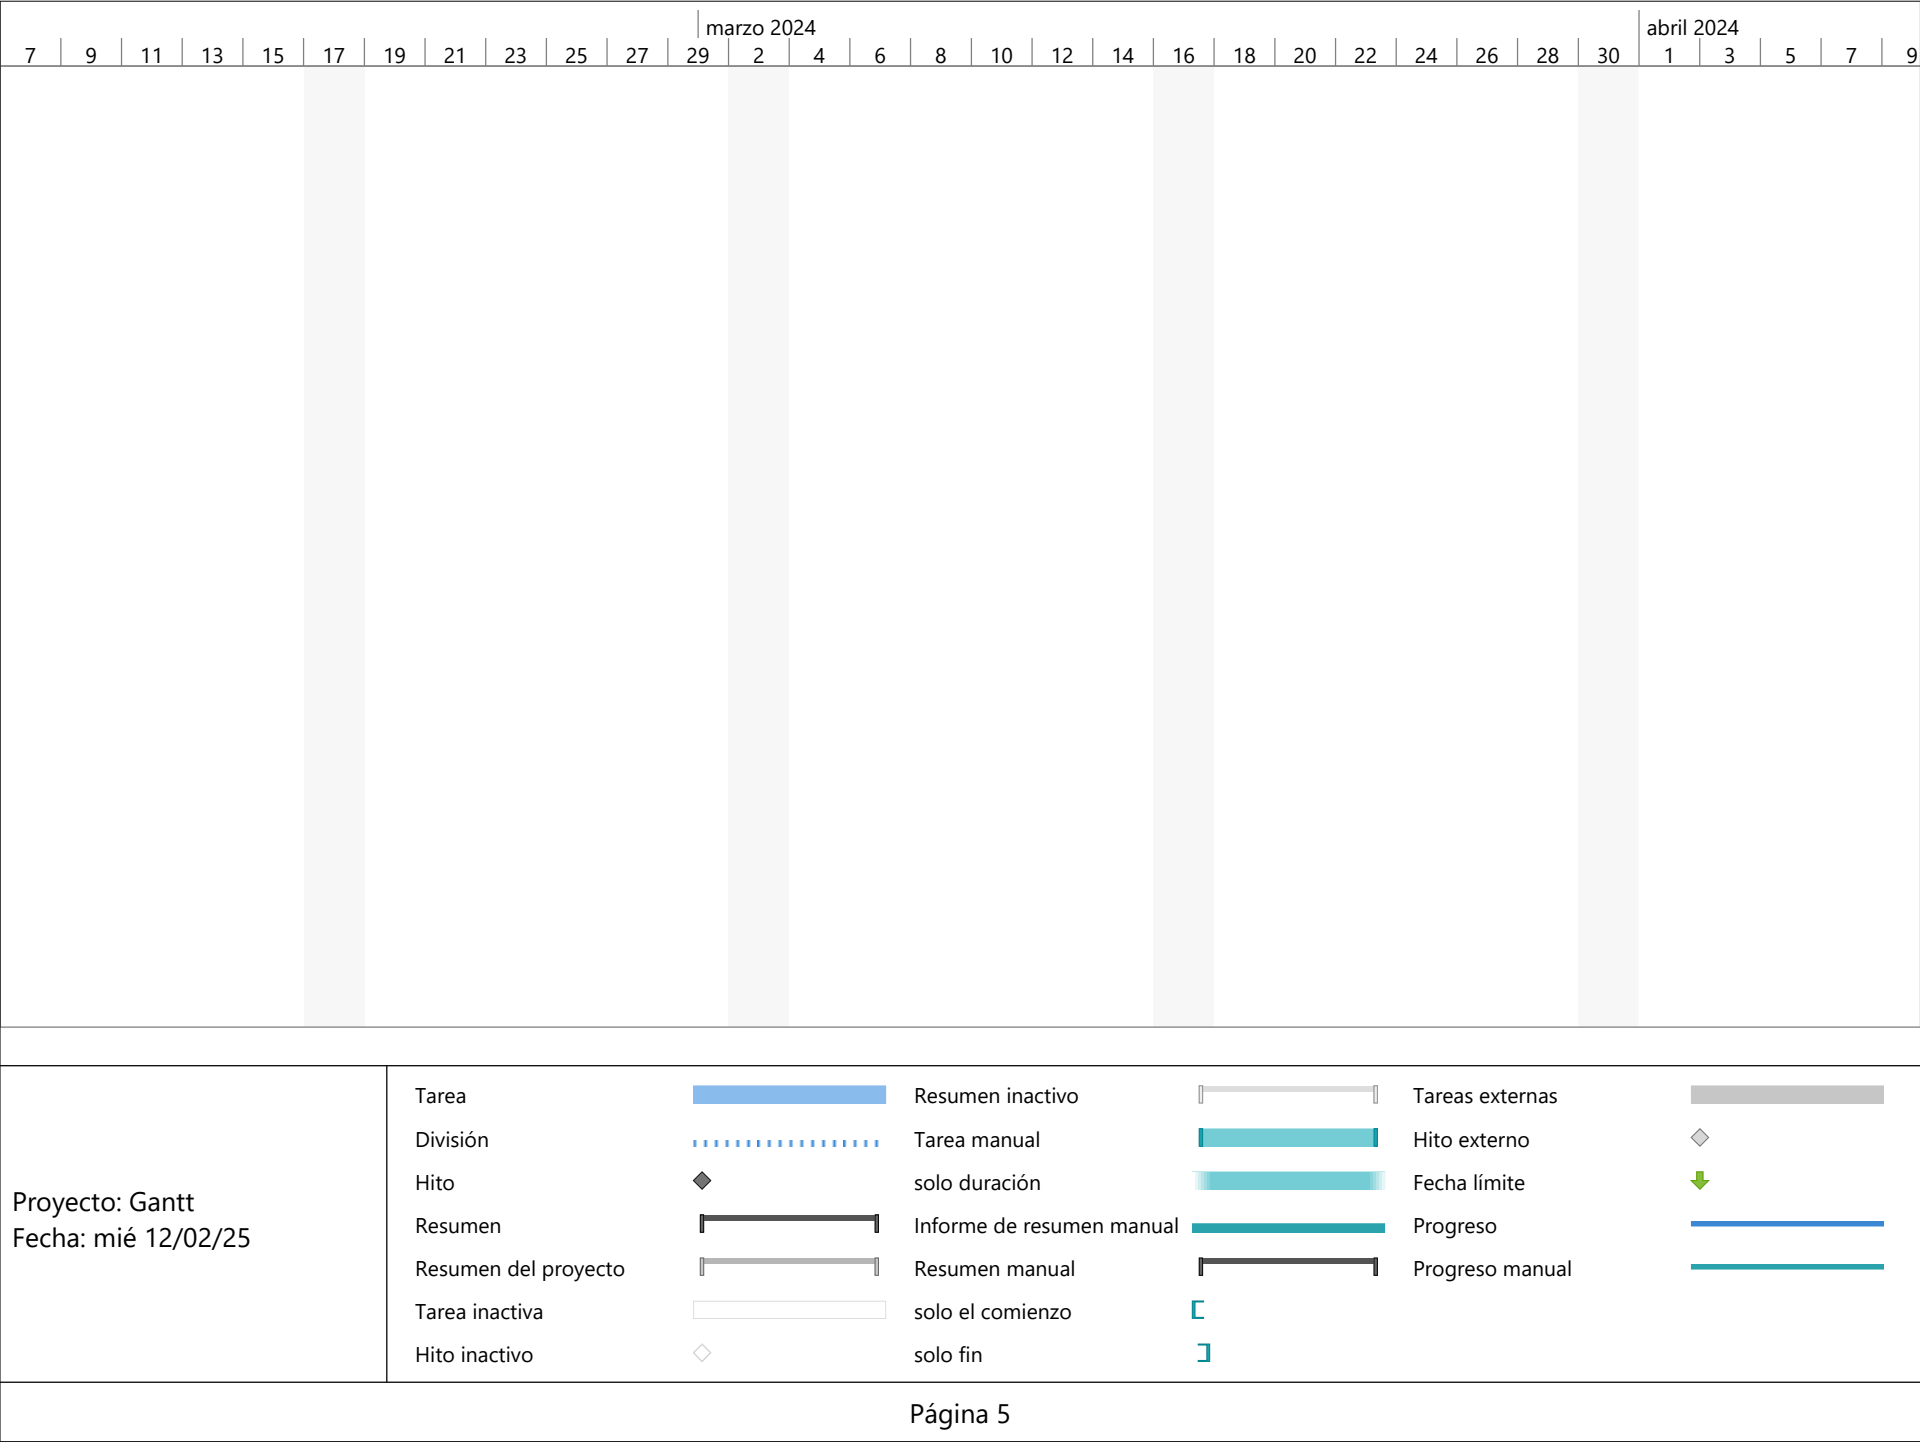 marzo 2024 abril 2024
7 9 11 13 15 17 19 21 23 25 27 29 2 4 6 8 10 12 14 16 18 20 22 24 26 28 30 1 3 5 7 9
Proyecto: Gantt
Fecha: mié 12/02/25
Tarea
División
Hito
Resumen
Resumen del proyecto
Tarea inactiva
Hito inactivo
Resumen inactivo
Tarea manual
solo duración
Informe de resumen manual
Resumen manual
solo el comienzo
solo fin
Tareas externas
Hito externo
Fecha límite
Progreso
Progreso manual
Página 5